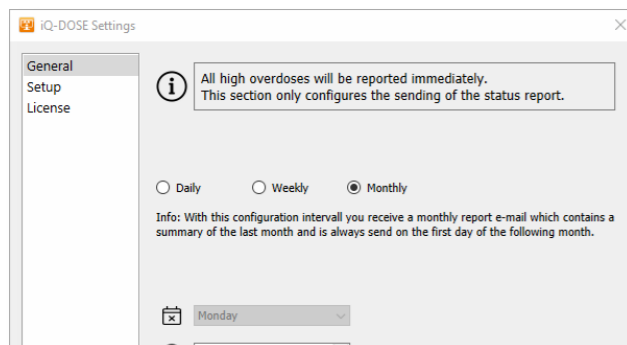 iQ-DOSE Settings
General
Setup
License
All high overdoses will be reported immediately.
This section only configures the sending of the status report.
Daily
Weekly
Monthly
Info: With this configuration intervall you receive a monthly report e-mail which contains a
summary of the last month and is always send on the first day of the following month.
Monday